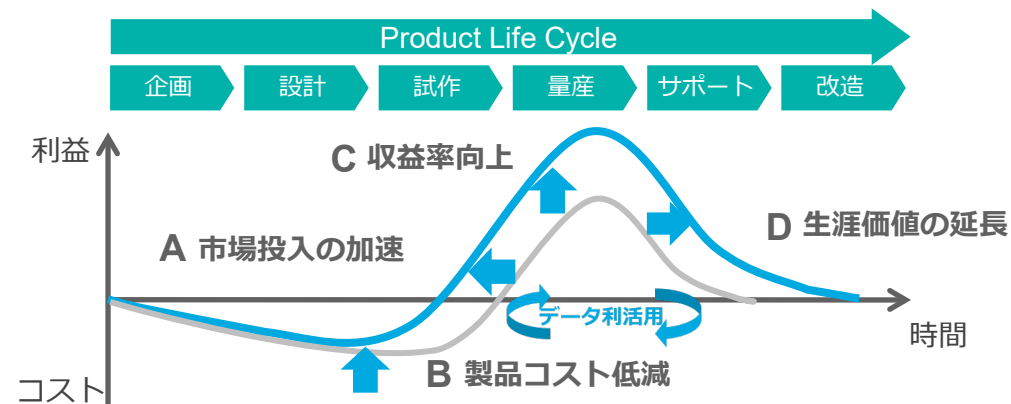 Product Life Cycle
企画
設計
試作
量産
サポート
改造
利益
C 収益率向上
A 市場投入の加速
D 生涯価値の延長
データ利活用
時間
B 製品コスト低減
コスト